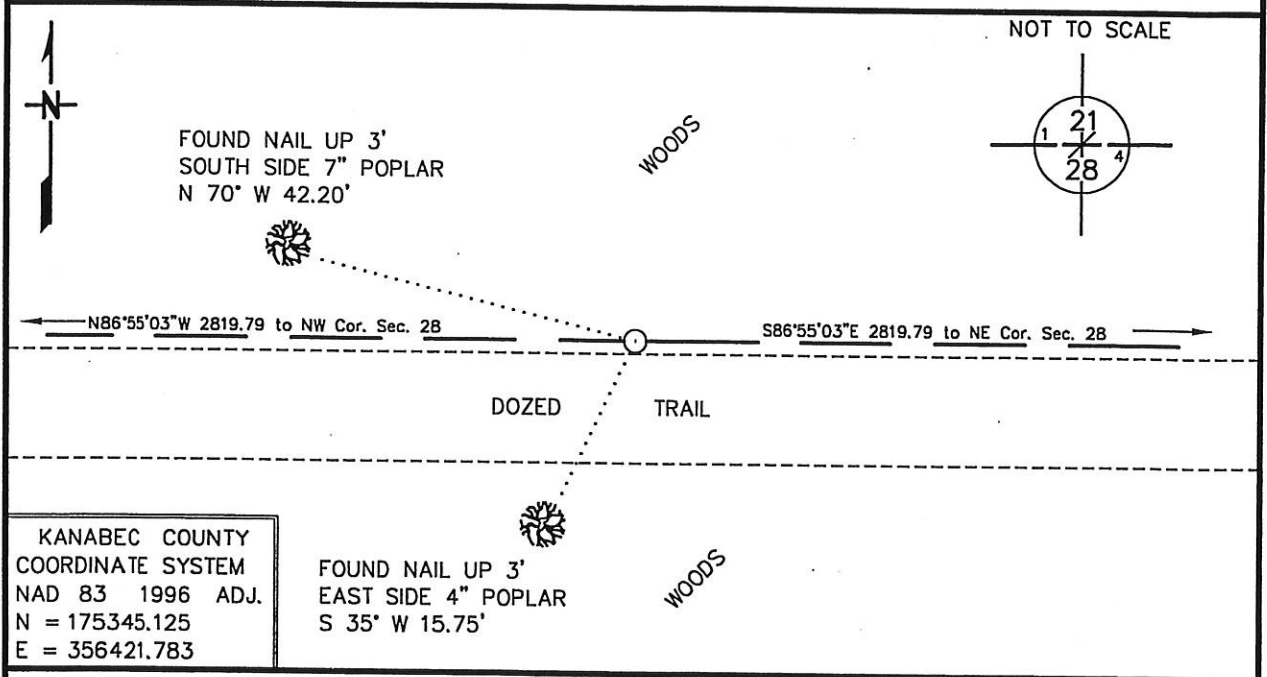 NOT TO SCALE
N
21
1 4
28
FOUND NAIL UP 3'
SOUTH SIDE 7" POPLAR
N 70° W 42.20'
WOODS
N86°55'03"W 2819.79 to NW Cor. Sec. 28
S86°55'03"E 2819.79 to NE Cor. Sec. 28
DOZED TRAIL
KANABEC COUNTY
COORDINATE SYSTEM
NAD 83 1996 ADJ.
N = 175345.125
E = 356421.783
FOUND NAIL UP 3'
EAST SIDE 4" POPLAR
S 35° W 15.75'
WOODS